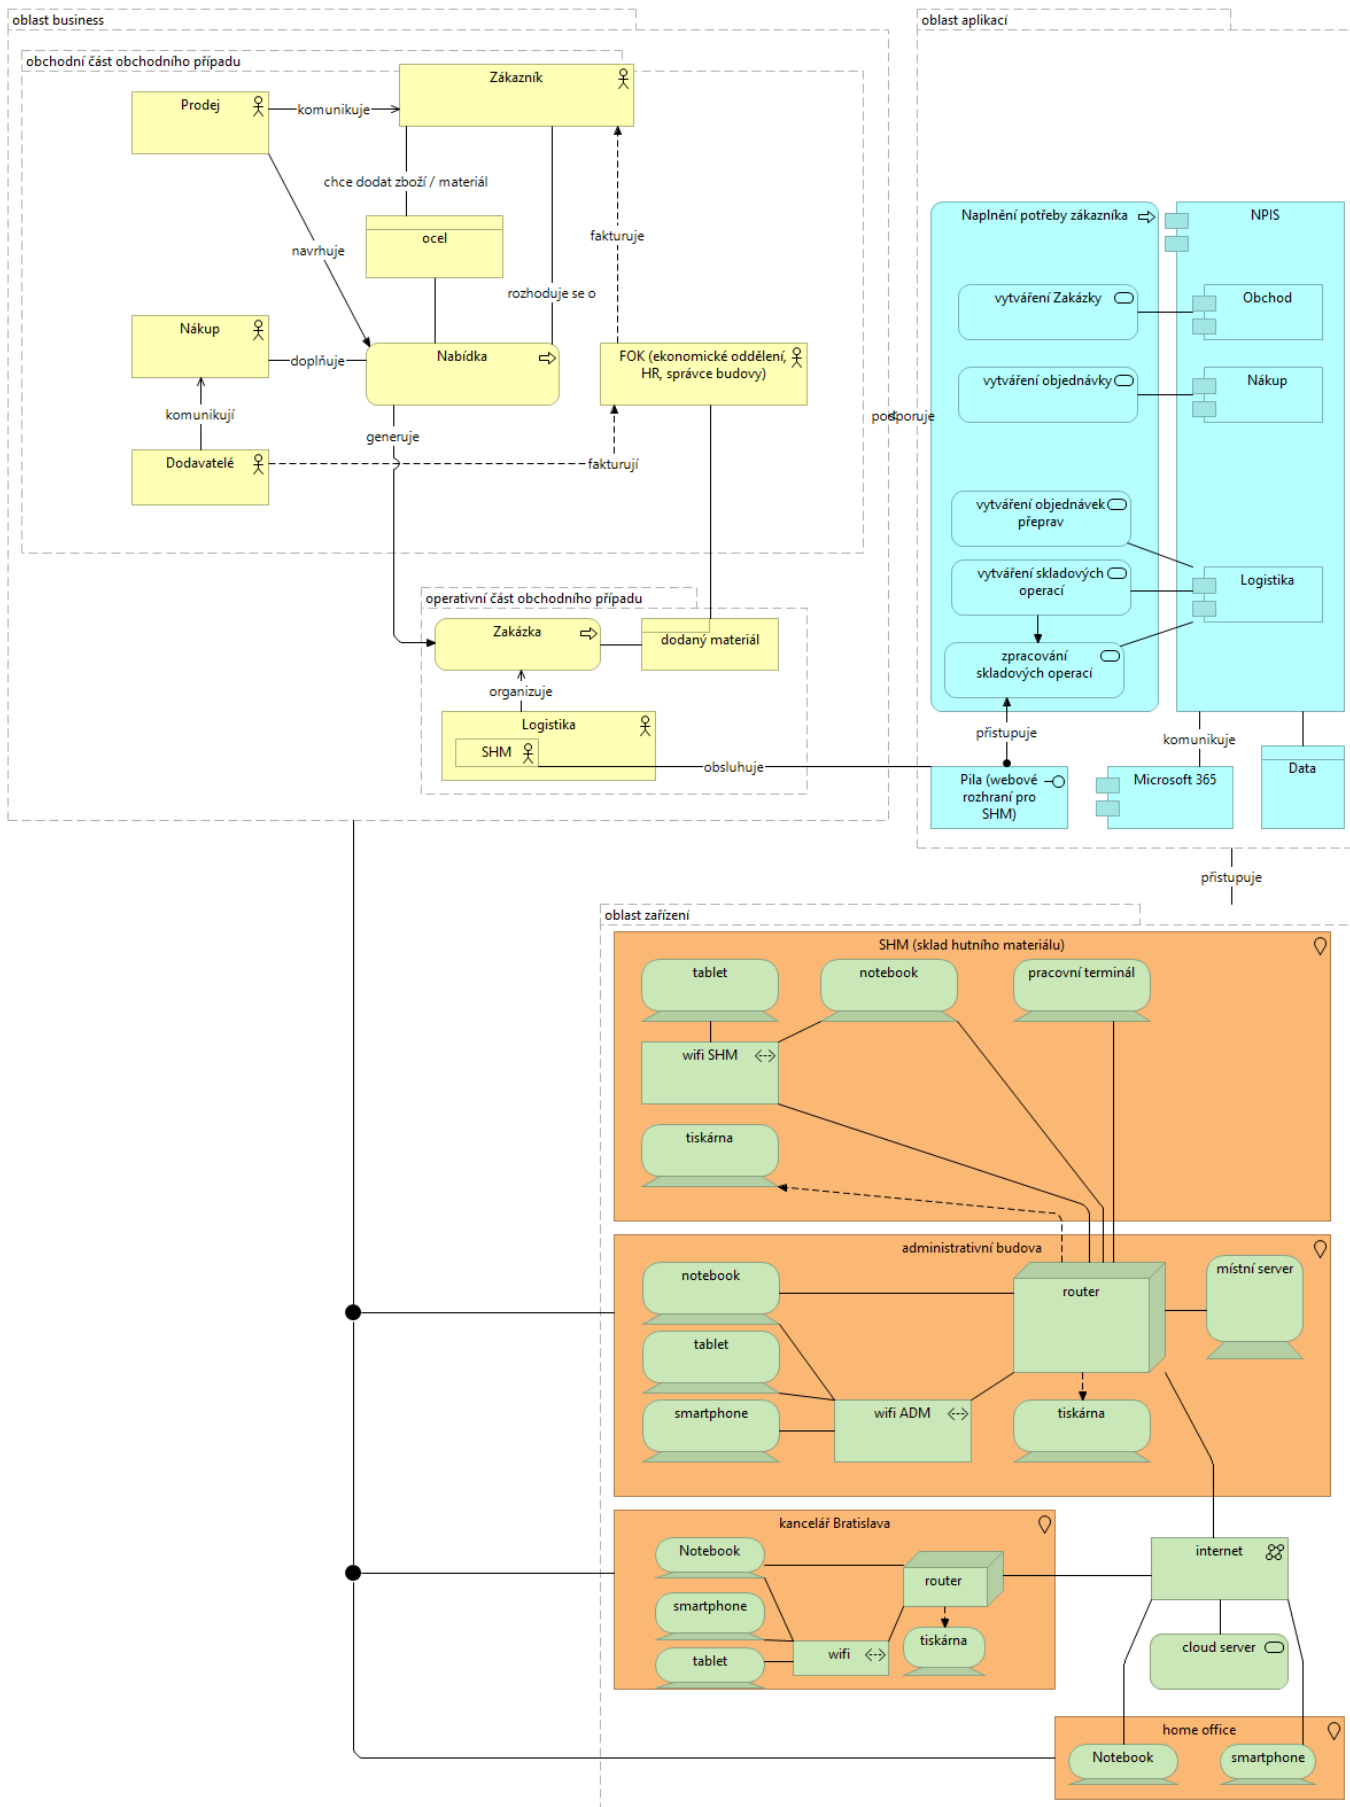 oblast business
obchodní část obchodního případu
Prodej
komunikuje
Zákazník
chce dodat zboží / materiál
ocel
navrhuje
fakturuje
rozhoduje se o
Nákup
doplňuje
Nabídka
FOK (ekonomické oddělení,
HR, správce budovy)
komunikují
generuje
Dodavatelé
fakturují
podporuje
operativní část obchodního případu
Zakázka
dodaný materiál
organizuje
Logistika
SHM
obsluhuje
oblast aplikací
Naplnění potřeby zákazníka
NPIS
vytváření Zakázky
Obchod
vytváření objednávky
Nákup
vytváření objednávek
přeprav
vytváření skladových
operací
Logistika
zpracování
skladových operací
přistupuje
komunikuje
Pila (webové
rozhraní pro
SHM)
Microsoft 365
Data
přistupuje
oblast zařízení
SHM (sklad hutního materiálu)
tablet
notebook
pracovní terminál
wifi SHM
tiskárna
administrativní budova
notebook
router
místní server
tablet
smartphone
wifi ADM
tiskárna
kancelář Bratislava
Notebook
router
internet
smartphone
tiskárna
wifi
tablet
cloud server
home office
Notebook
smartphone